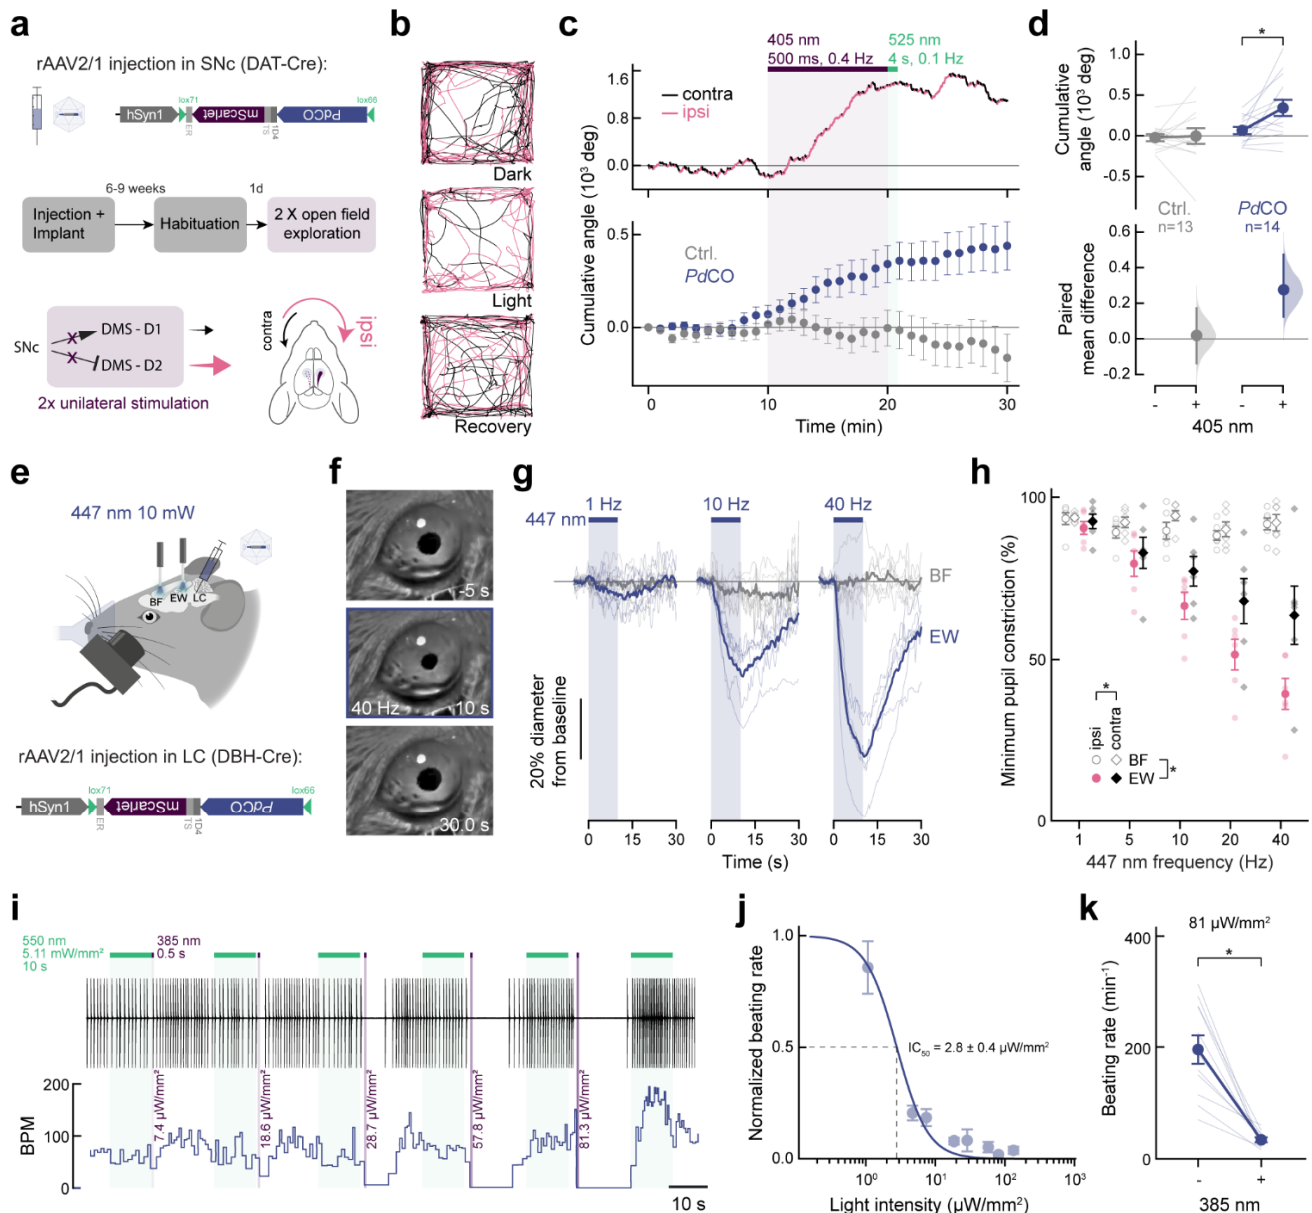 a
rAAV2/1 injection in SNc (DAT-Cre):
lox71
lox66
hSyn1
mScarlet
PdCO
ER
TS
1D4
6-9 weeks
1d
Injection +
Implant
Habituation
2 X open field
exploration
SNc
DMS - D1
DMS - D2
contra
ipsi
2x unilateral stimulation
b
Dark
Light
Recovery
c
405 nm
500 ms, 0.4 Hz
525 nm
4 s, 0.1 Hz
contra
ipsi
1.6
0.8
0.0
Cumulative angle (10³ deg)
Ctrl.
PdCO
0.5
0.0
0
10
20
30
Time (min)
d
*
Cumulative
angle (10³ deg)
1.0
0.5
0.0
-0.5
Ctrl.
n=13
PdCO
n=14
Paired
mean difference
0.6
0.4
0.2
0.0
-0.2
- + - +
405 nm
e
447 nm 10 mW
BF
EW
LC
rAAV2/1 injection in LC (DBH-Cre):
lox71
lox66
hSyn1
mScarlet
PdCO
ER
TS
1D4
f
-5 s
40 Hz
10 s
30.0 s
g
1 Hz
10 Hz
40 Hz
447 nm
BF
EW
20% diameter
from baseline
0 15 30
0 15 30
0 15 30
Time (s)
h
Minimum pupil constriction (%)
100
50
0
*
ipsi
contra
BF
EW
*
1 5 10 20 40
447 nm frequency (Hz)
i
550 nm
5.11 mW/mm²
10 s
385 nm
0.5 s
7.4 µW/mm²
18.6 µW/mm²
28.7 µW/mm²
57.8 µW/mm²
81.3 µW/mm²
BPM
200
100
0
10 s
j
Normalized beating rate
1.0
0.5
0.0
IC50 = 2.8 ± 0.4 µW/mm²
10⁰ 10¹ 10² 10³
Light intensity (µW/mm²)
k
81 µW/mm²
*
Beating rate (min⁻¹)
400
200
0
- +
385 nm